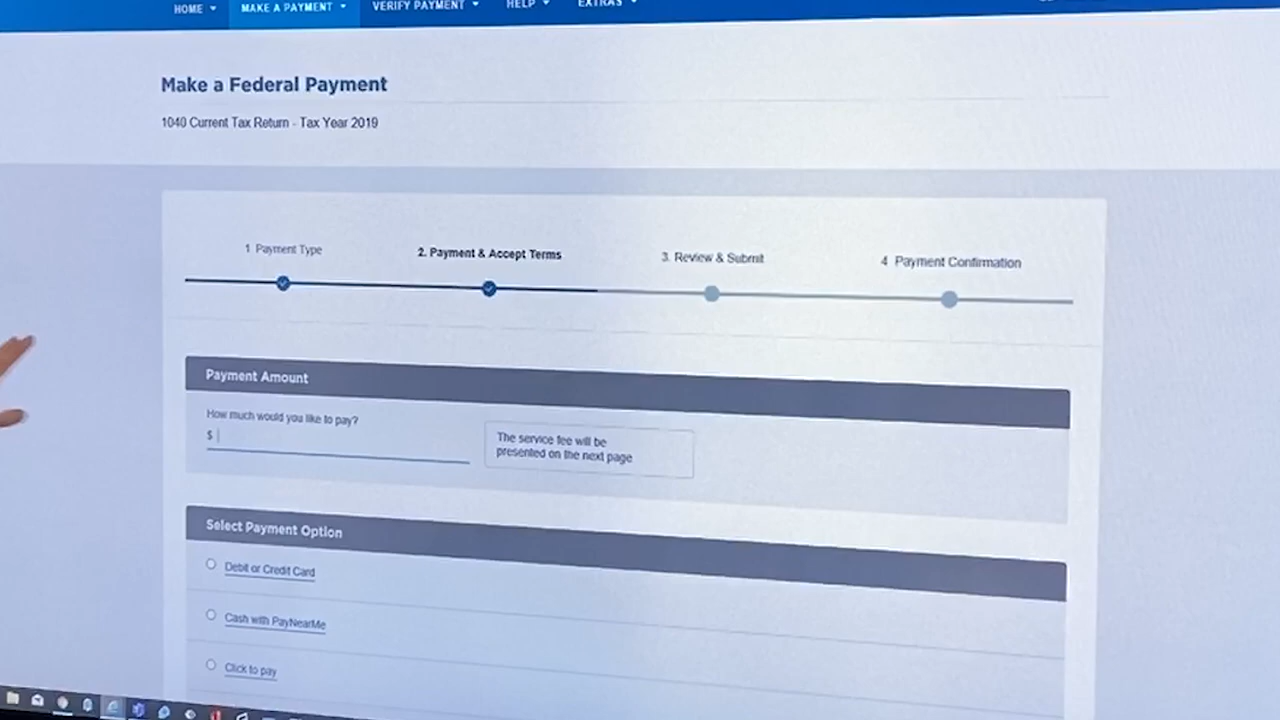 HOME
MAKE A PAYMENT
VERIFY PAYMENT
HELP
EXTRAS
Make a Federal Payment
1040 Current Tax Return - Tax Year 2019
1 Payment Type
2. Payment & Accept Terms
3. Review & Submit
4 Payment Confirmation
Payment Amount
How much would you like to pay?
$
The service fee will be
presented on the next page
Select Payment Option
Debit or Credit Card
Cash with PayNearMe
Click to pay